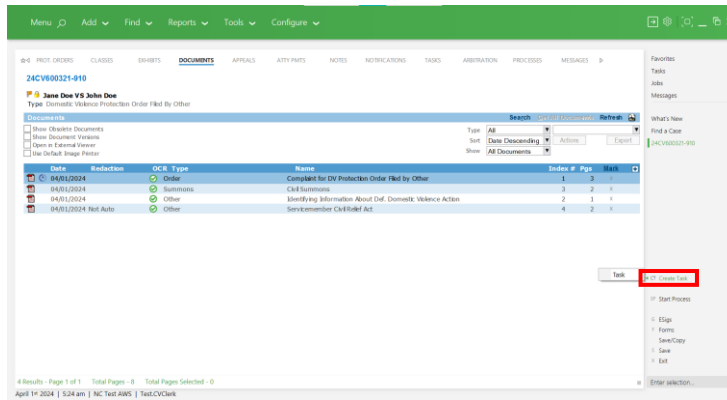 Menu Add Find Reports Tools Configure
PROT. ORDERS CLASSES EXHIBITS DOCUMENTS APPEALS ATTY PMTS NOTES NOTIFICATIONS TASKS ARBITRATION PROCESSES MESSAGES
24CV600321-910
Jane Doe VS John Doe
Type Domestic Violence Protection Order Filed By Other
Documents Search Refresh
Show Obsolete Documents
Show Document Versions
Open in External Viewer
Use Default Image Printer
Type All
Sort Date Descending Actions Export
Show All Documents
Date Redaction OCR Type Name Index # Pgs Mark
04/01/2024 Order Complaint for DV Protection Order Filed by Other 1 3
04/01/2024 Summons Civil Summons 3 2
04/01/2024 Other Identifying Information About Def. Domestic Violence Action 2 1
04/01/2024 Not Auto Other Servicemember Civil Relief Act 4 2
Task
4 Results - Page 1 of 1 Total Pages - 8 Total Pages Selected - 0
April 1st 2024 | 5:24 am | NC Test AWS | Test.CVClerk
Favorites
Tasks
Jobs
Messages
What's New
Find a Case
24CV600321-910
Create Task
Start Process
ESigs
Forms
Save/Copy
Save
Exit
Enter selection...